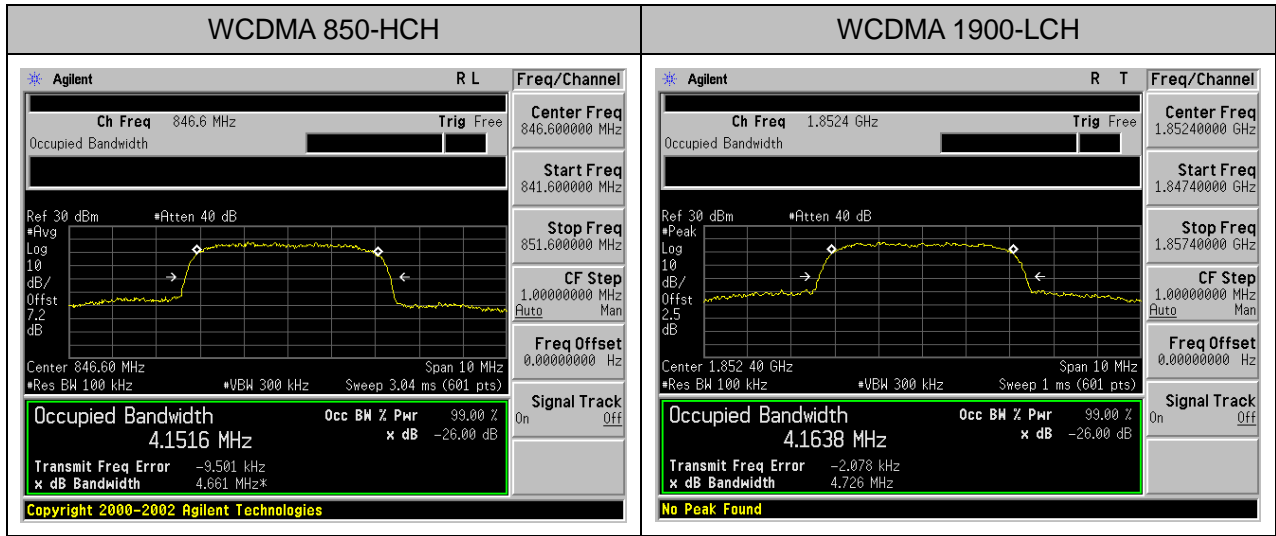 WCDMA 850-HCH
Agilent R L
Ch Freq 846.6 MHz Trig Free
Occupied Bandwidth
Ref 30 dBm #Atten 40 dB
#Avg
Log
10
dB/
Offst
7.2
dB
Center 846.60 MHz Span 10 MHz
#Res BW 100 kHz #VBW 300 kHz Sweep 3.04 ms (601 pts)
Occupied Bandwidth Occ BW % Pwr 99.00 %
4.1516 MHz x dB -26.00 dB
Transmit Freq Error -9.501 kHz
x dB Bandwidth 4.661 MHz*
Copyright 2000-2002 Agilent Technologies
Freq/Channel
Center Freq
846.600000 MHz
Start Freq
841.600000 MHz
Stop Freq
851.600000 MHz
CF Step
1.00000000 MHz
Auto Man
Freq Offset
0.00000000 Hz
Signal Track
On Off
WCDMA 1900-LCH
Agilent R T
Ch Freq 1.8524 GHz Trig Free
Occupied Bandwidth
Ref 30 dBm #Atten 40 dB
#Peak
Log
10
dB/
Offst
2.5
dB
Center 1.852 40 GHz Span 10 MHz
#Res BW 100 kHz #VBW 300 kHz Sweep 1 ms (601 pts)
Occupied Bandwidth Occ BW % Pwr 99.00 %
4.1638 MHz x dB -26.00 dB
Transmit Freq Error -2.078 kHz
x dB Bandwidth 4.726 MHz
No Peak Found
Freq/Channel
Center Freq
1.85240000 GHz
Start Freq
1.84740000 GHz
Stop Freq
1.85740000 GHz
CF Step
1.00000000 MHz
Auto Man
Freq Offset
0.00000000 Hz
Signal Track
On Off